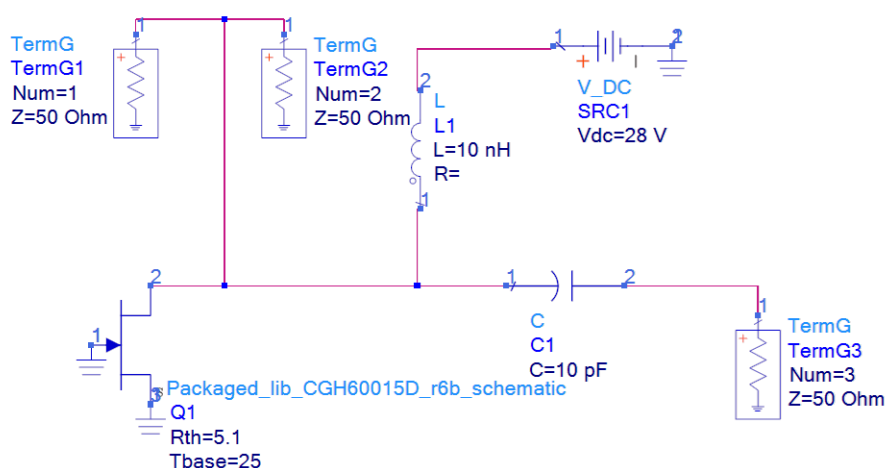 1
TermG
TermG1
Num=1
Z=50 Ohm
1
TermG
TermG2
Num=2
Z=50 Ohm
2
L
L1
L=10 nH
R=
1
1
V_DC
SRC1
Vdc=28 V
2
1
2
1
Packaged_lib_CGH60015D_r6b_schematic
Q1
Rth=5.1
Tbase=25
1
2
C
C1
C=10 pF
1
TermG
TermG3
Num=3
Z=50 Ohm